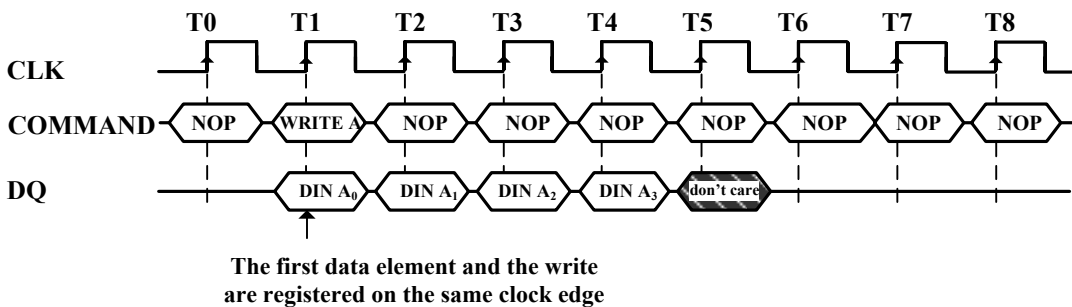 T0 T1 T2 T3 T4 T5 T6 T7 T8
CLK
COMMAND NOP WRITE A NOP NOP NOP NOP NOP NOP NOP
DQ DIN A₀ DIN A₁ DIN A₂ DIN A₃ don't care
The first data element and the write
are registered on the same clock edge